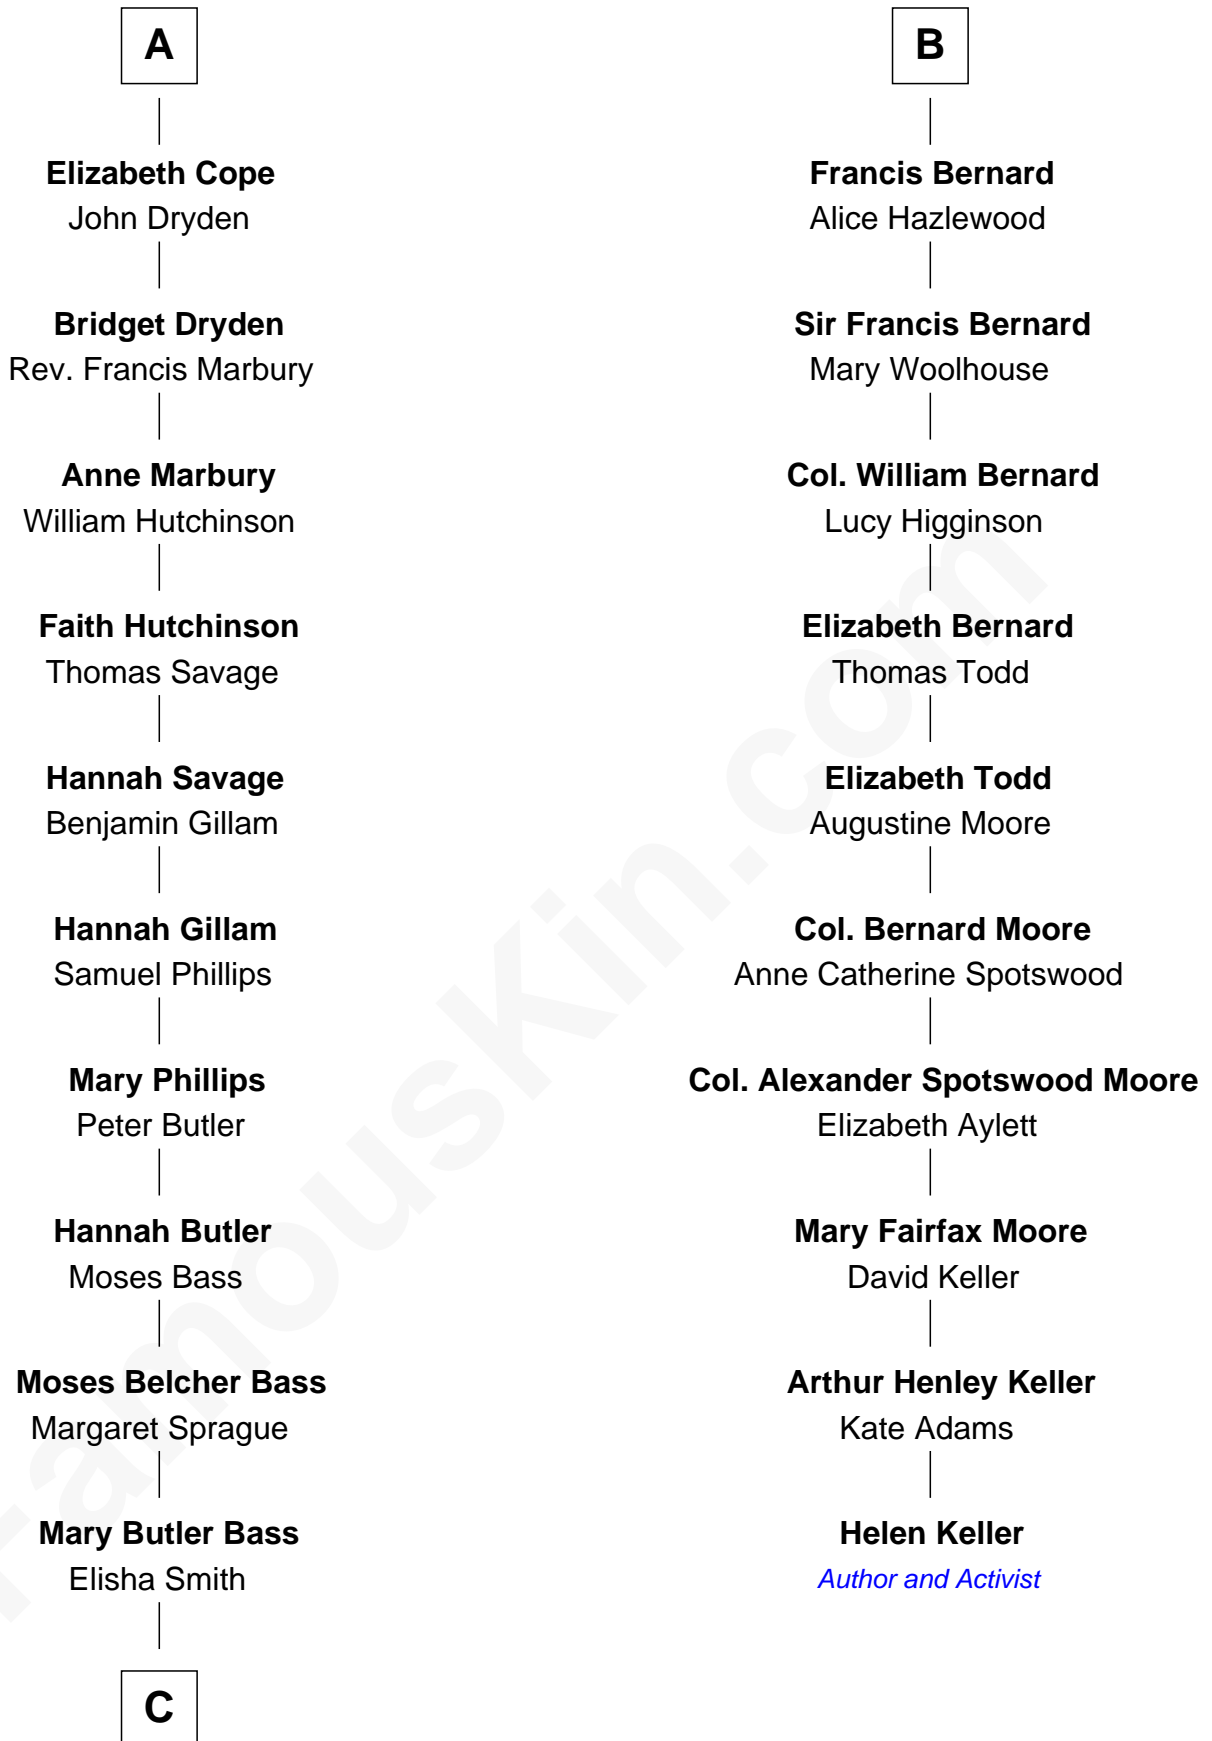 A
Elizabeth Cope
John Dryden
Bridget Dryden
Rev. Francis Marbury
Anne Marbury
William Hutchinson
Faith Hutchinson
Thomas Savage
Hannah Savage
Benjamin Gillam
Hannah Gillam
Samuel Phillips
Mary Phillips
Peter Butler
Hannah Butler
Moses Bass
Moses Belcher Bass
Margaret Sprague
Mary Butler Bass
Elisha Smith
C
B
Francis Bernard
Alice Hazlewood
Sir Francis Bernard
Mary Woolhouse
Col. William Bernard
Lucy Higginson
Elizabeth Bernard
Thomas Todd
Elizabeth Todd
Augustine Moore
Col. Bernard Moore
Anne Catherine Spotswood
Col. Alexander Spotswood Moore
Elizabeth Aylett
Mary Fairfax Moore
David Keller
Arthur Henley Keller
Kate Adams
Helen Keller
Author and Activist
FamousKin.com